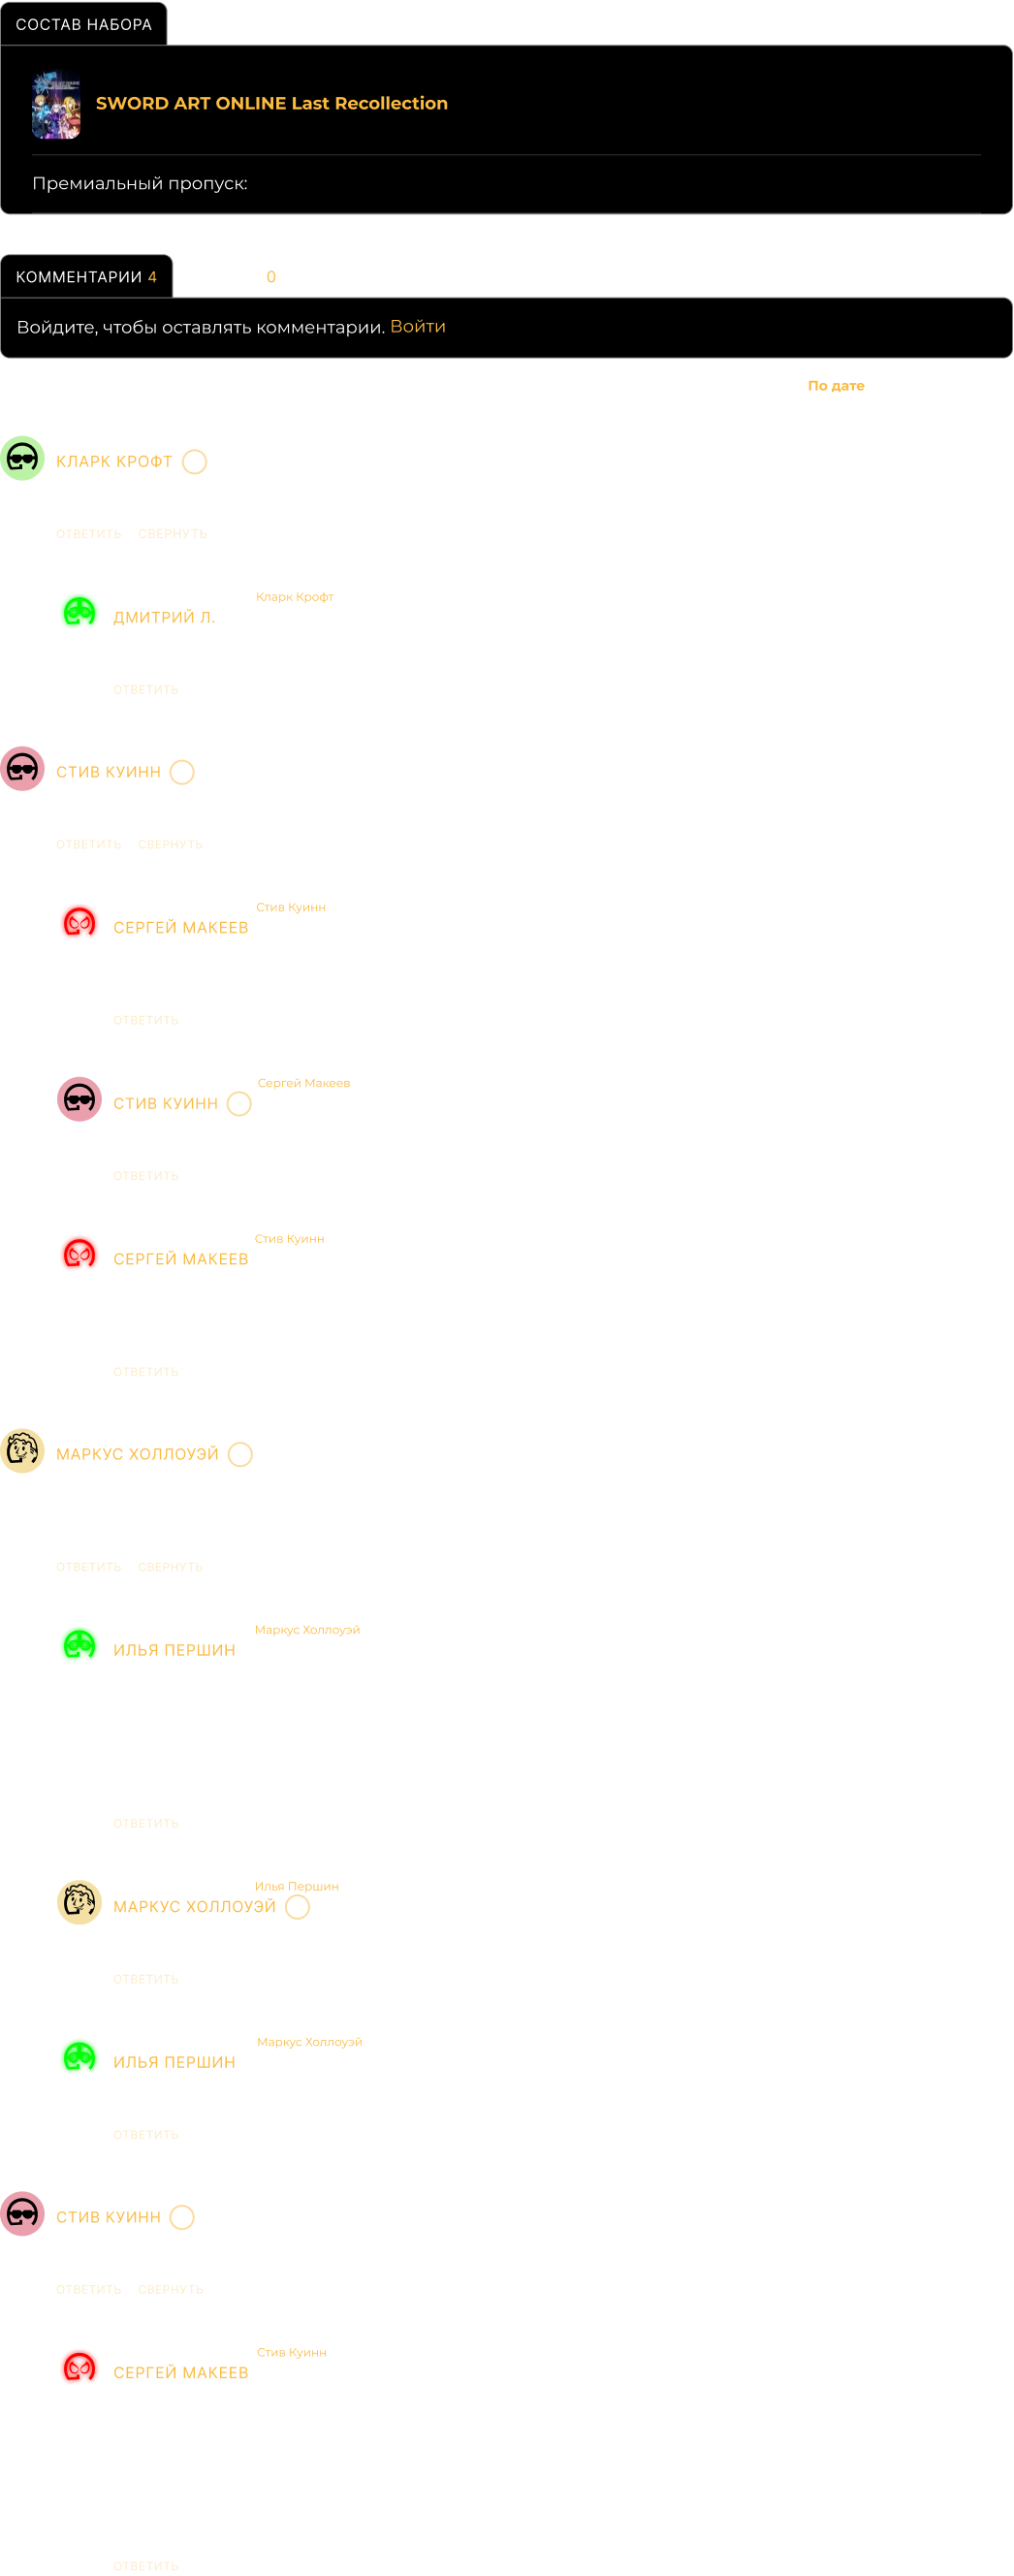 СОСТАВ НАБОРА
SWORD ART ONLINE Last Recollection
Премиальный пропуск:
КОММЕНТАРИИ 4 0
Войдите, чтобы оставлять комментарии. Войти
По дате
КЛАРК КРОФТ
ОТВЕТИТЬ СВЕРНУТЬ
Кларк Крофт
ДМИТРИЙ Л.
ОТВЕТИТЬ
СТИВ КУИНН
ОТВЕТИТЬ СВЕРНУТЬ
Стив Куинн
СЕРГЕЙ МАКЕЕВ
ОТВЕТИТЬ
Сергей Макеев
СТИВ КУИНН
ОТВЕТИТЬ
Стив Куинн
СЕРГЕЙ МАКЕЕВ
ОТВЕТИТЬ
МАРКУС ХОЛЛОУЭЙ
ОТВЕТИТЬ СВЕРНУТЬ
Маркус Холлоуэй
ИЛЬЯ ПЕРШИН
ОТВЕТИТЬ
Илья Першин
МАРКУС ХОЛЛОУЭЙ
ОТВЕТИТЬ
Маркус Холлоуэй
ИЛЬЯ ПЕРШИН
ОТВЕТИТЬ
СТИВ КУИНН
ОТВЕТИТЬ СВЕРНУТЬ
Стив Куинн
СЕРГЕЙ МАКЕЕВ
ОТВЕТИТЬ